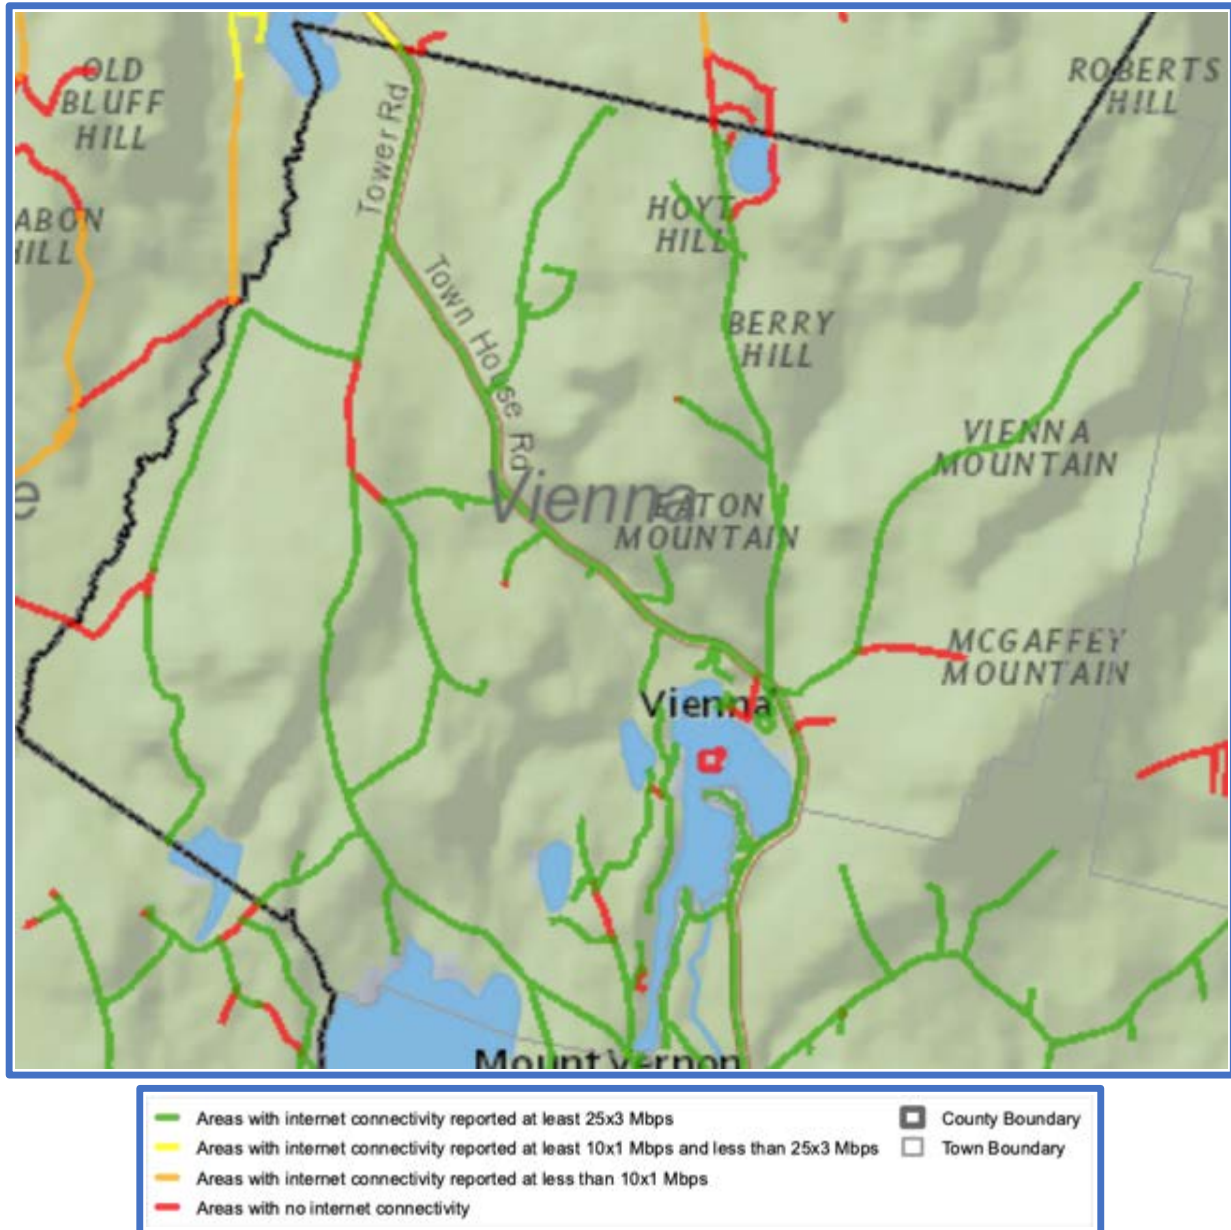 OLD
BLUFF
HILL
ROBERTS
HILL
Tower Rd
ABON
HILL
HOYT
HILL
Town House Rd
BERRY
HILL
VIENNA
MOUNTAIN
e
Vienna
EATON
MOUNTAIN
MCGAFFEY
MOUNTAIN
Vienna
Mount Vernon
Areas with internet connectivity reported at least 25x3 Mbps
County Boundary
Areas with internet connectivity reported at least 10x1 Mbps and less than 25x3 Mbps
Town Boundary
Areas with internet connectivity reported at less than 10x1 Mbps
Areas with no internet connectivity